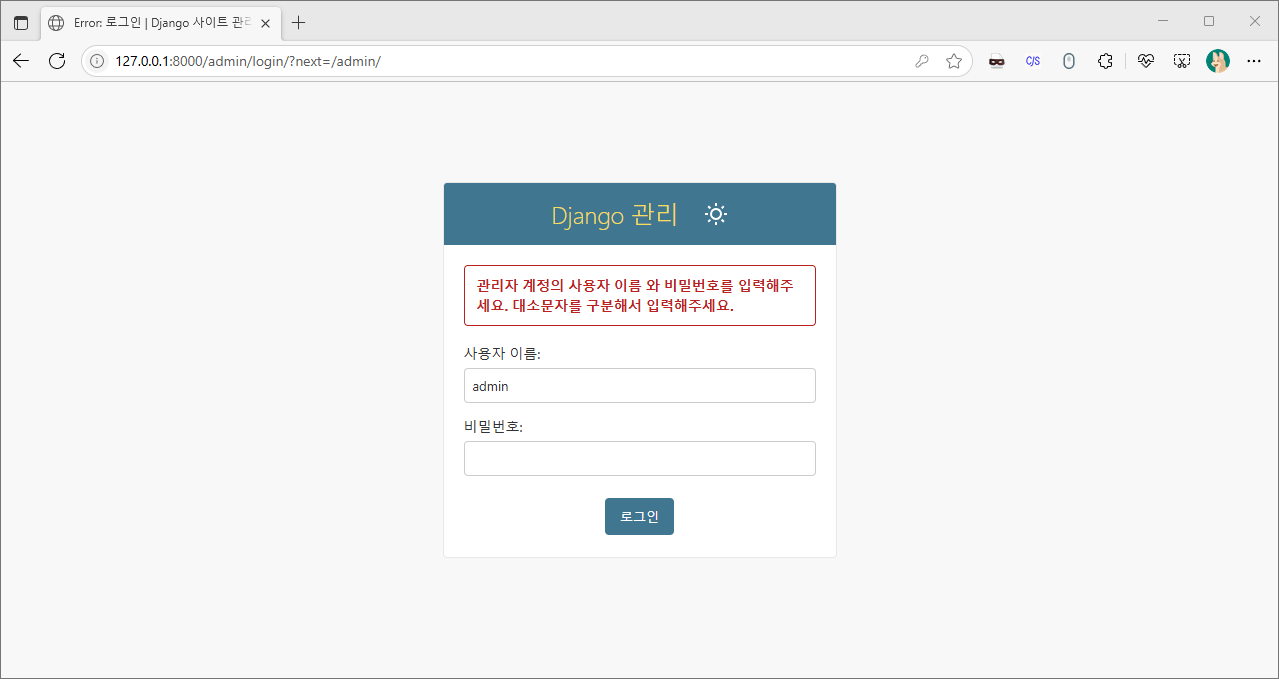 Error: 로그인 | Django 사이트 관리
127.0.0.1:8000/admin/login/?next=/admin/
C/S
Django 관리
관리자 계정의 사용자 이름 와 비밀번호를 입력해주
세요. 대소문자를 구분해서 입력해주세요.
사용자 이름:
admin
비밀번호:
로그인